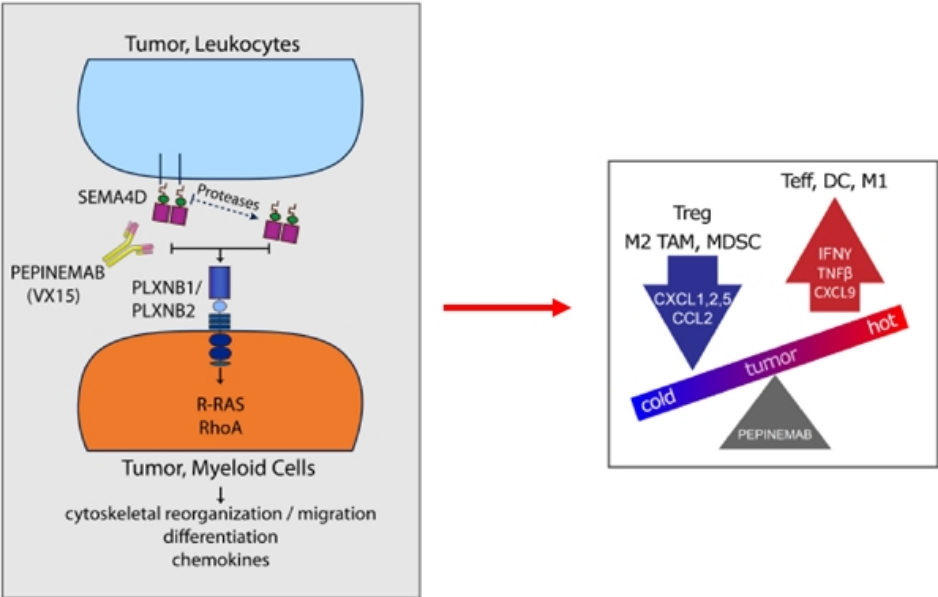 Tumor, Leukocytes
SEMA4D
Proteases
PEPINEMAB
(VX15)
PLXNB1/
PLXNB2
R-RAS
RhoA
Tumor, Myeloid Cells
cytoskeletal reorganization / migration
differentiation
chemokines
Treg
M2 TAM, MDSC
CXCL1,2,5
CCL2
Teff, DC, M1
IFNY
TNFβ
CXCL9
cold
tumor
hot
PEPINEMAB